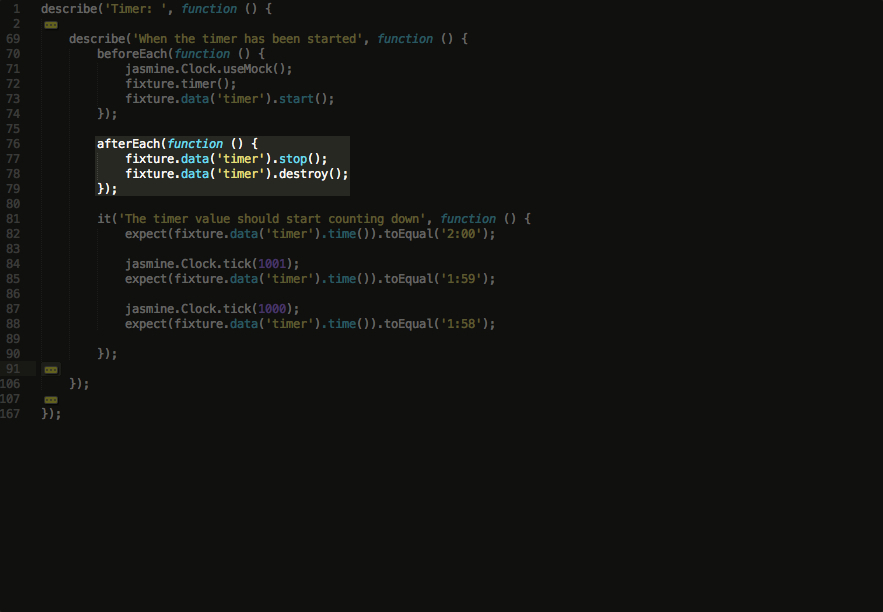 1 describe('Timer: ', function () {
2
69 describe('When the timer has been started', function () {
70 beforeEach(function () {
71 jasmine.Clock.useMock();
72 fixture.timer();
73 fixture.data('timer').start();
74 });
75
76 afterEach(function () {
77 fixture.data('timer').stop();
78 fixture.data('timer').destroy();
79 });
80
81 it('The timer value should start counting down', function () {
82 expect(fixture.data('timer').time()).toEqual('2:00');
83
84 jasmine.Clock.tick(1001);
85 expect(fixture.data('timer').time()).toEqual('1:59');
86
87 jasmine.Clock.tick(1000);
88 expect(fixture.data('timer').time()).toEqual('1:58');
89
90 });
91
106 });
107
167 });